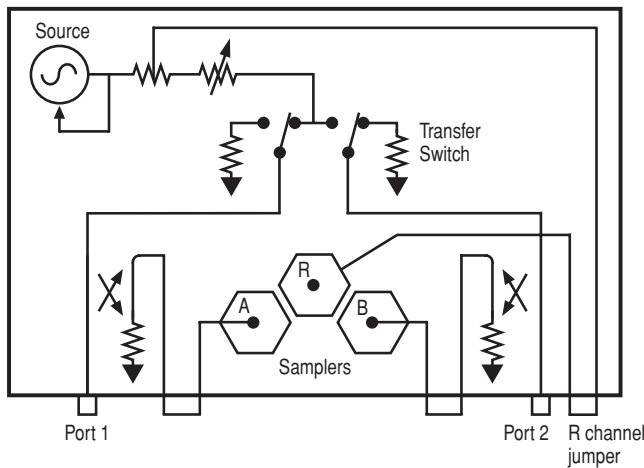 Source
Transfer
Switch
R
A
B
Samplers
Port 1
Port 2
R channel
jumper